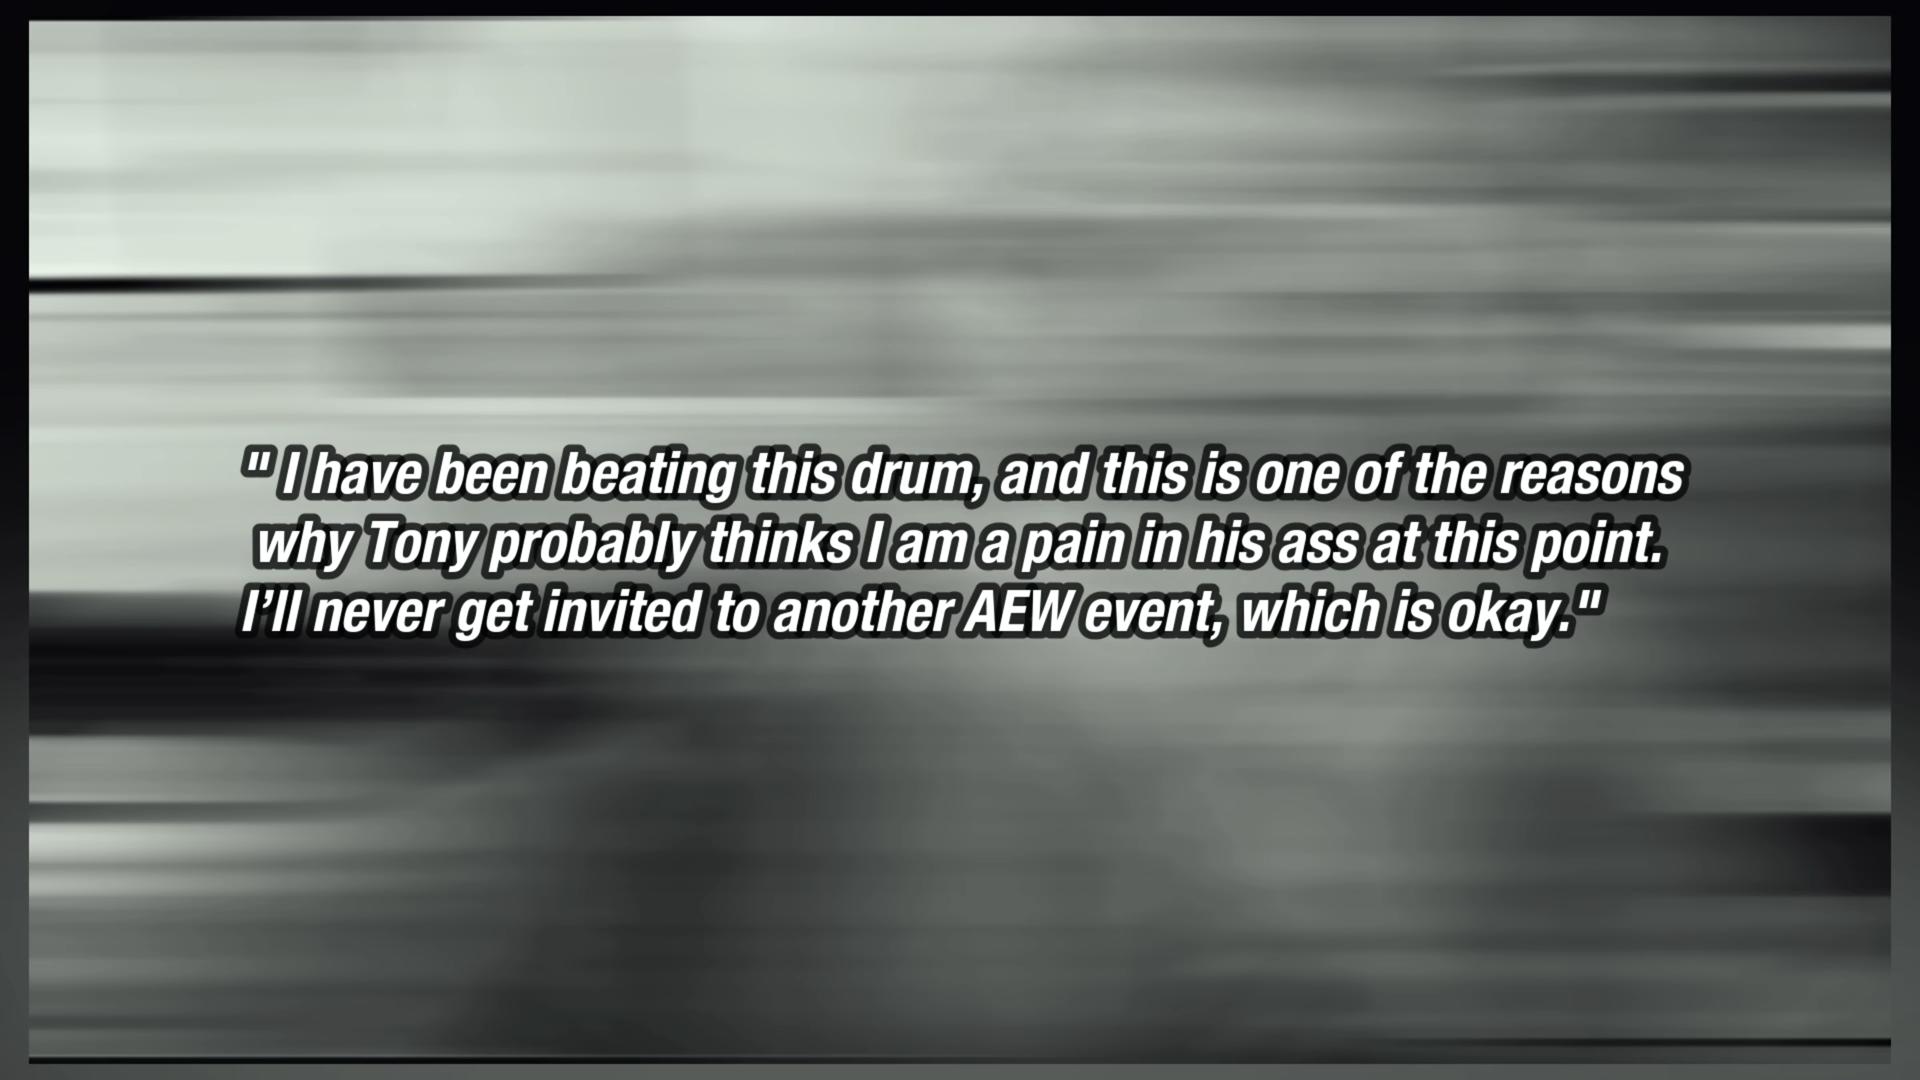 " I have been beating this drum, and this is one of the reasons
why Tony probably thinks I am a pain in his ass at this point.
I’ll never get invited to another AEW event, which is okay."